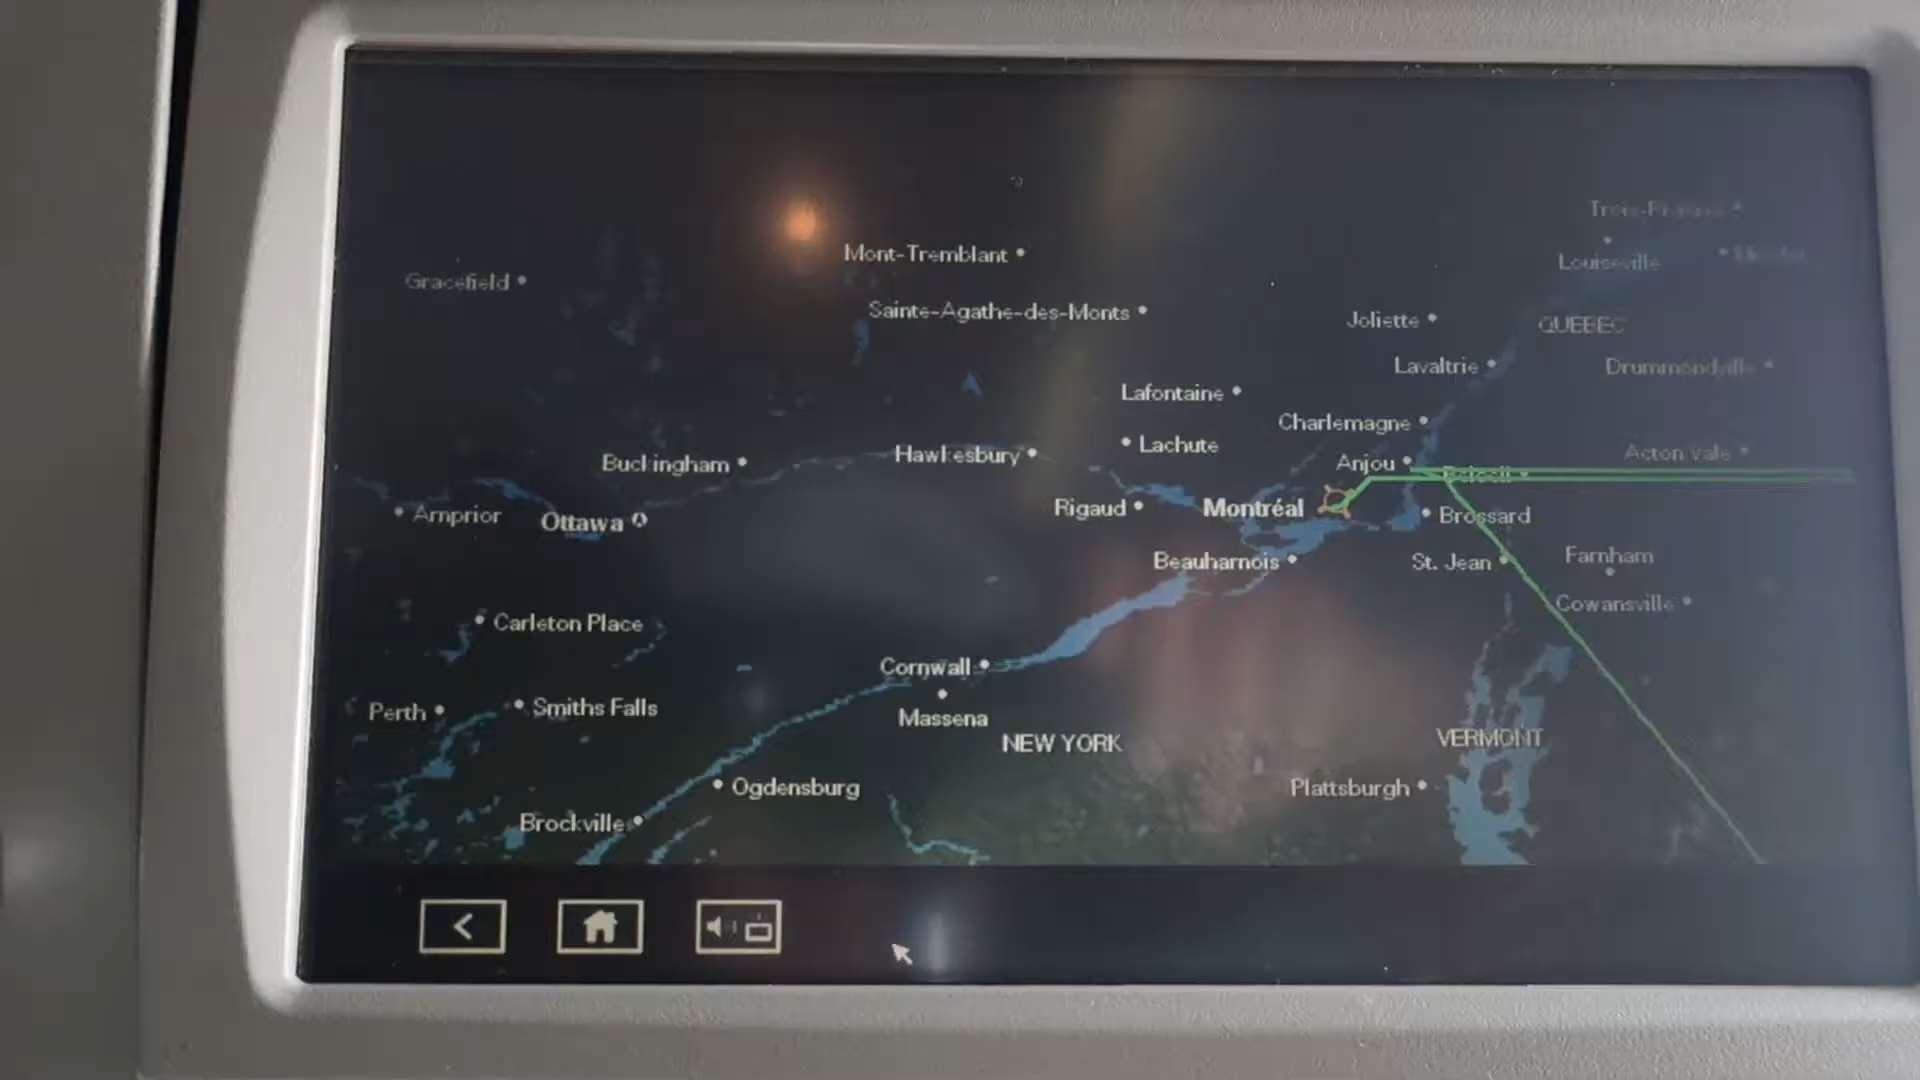 Mont-Tremblant
Gracefield
Louiseville
Sainte-Agathe-des-Monts
Joliette
QUEBEC
Lavaltrie
Drummondville
Lafontaine
Charlemagne
Lachute
Acton Vale
Buckingham
Hawkesbury
Anjou
Arnprior
Ottawa
Rigaud
Montréal
Brossard
Beauharnois
St. Jean
Farnham
Cowansville
Carleton Place
Cornwall
Perth
Smiths Falls
Massena
NEW YORK
VERMONT
Ogdensburg
Plattsburgh
Brockville